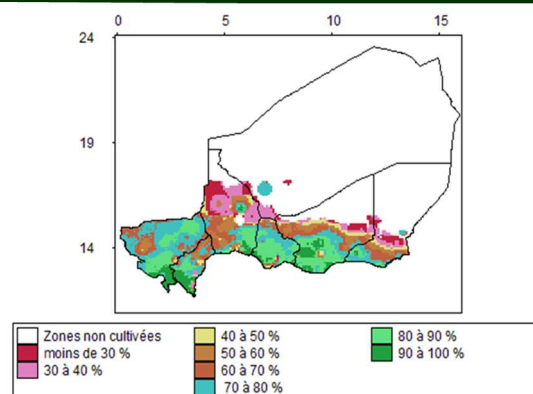 0 5 10 15
24
19
14
Zones non cultivées
moins de 30 %
30 à 40 %
40 à 50 %
50 à 60 %
60 à 70 %
70 à 80 %
80 à 90 %
90 à 100 %